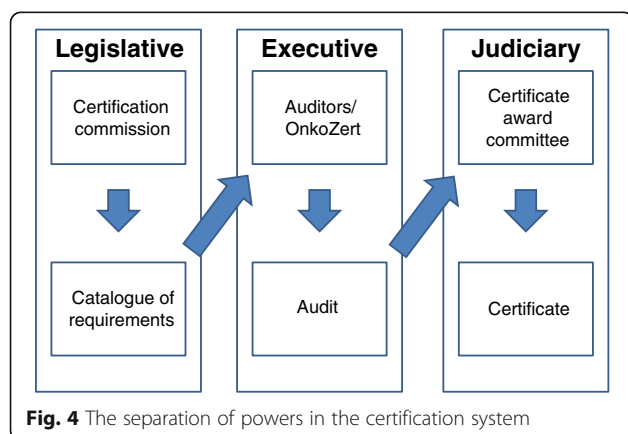 Legislative
Certification
commission
Catalogue of
requirements
Executive
Auditors/
OnkoZert
Audit
Judiciary
Certificate
award
committee
Certificate
Fig. 4 The separation of powers in the certification system